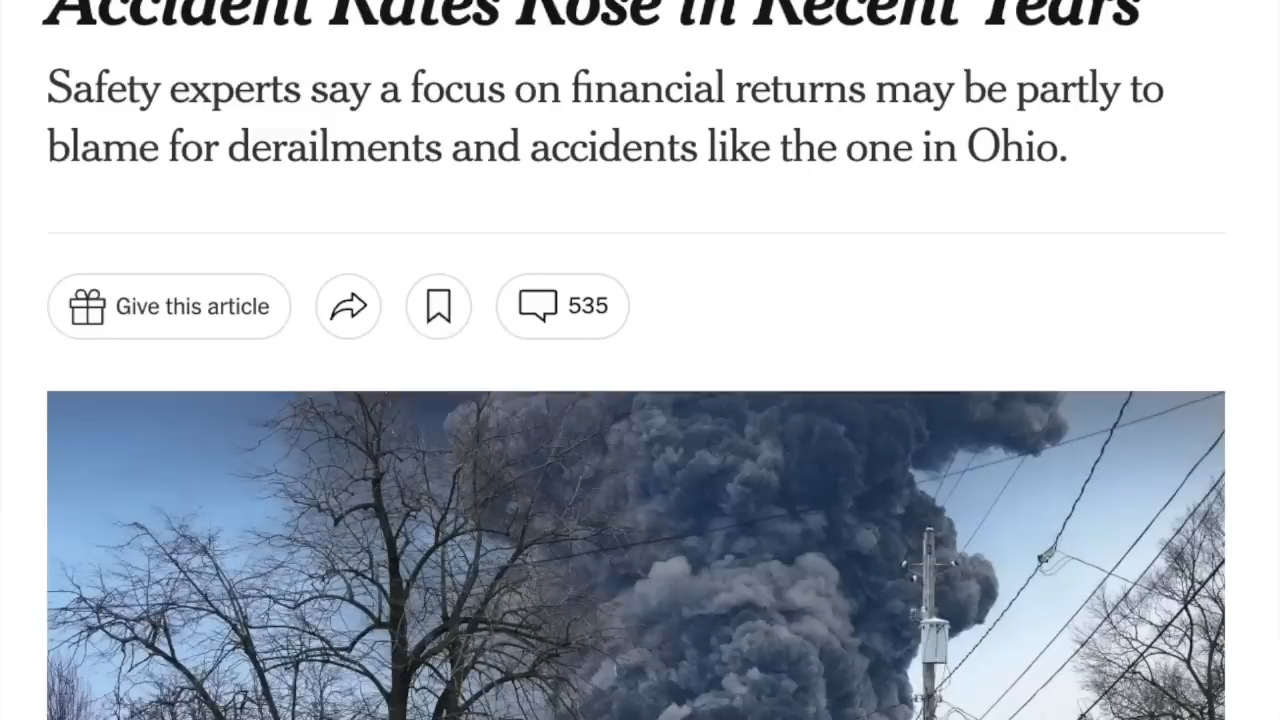 Accident Rates Rose in Recent Years
Safety experts say a focus on financial returns may be partly to
blame for derailments and accidents like the one in Ohio.
Give this article
535